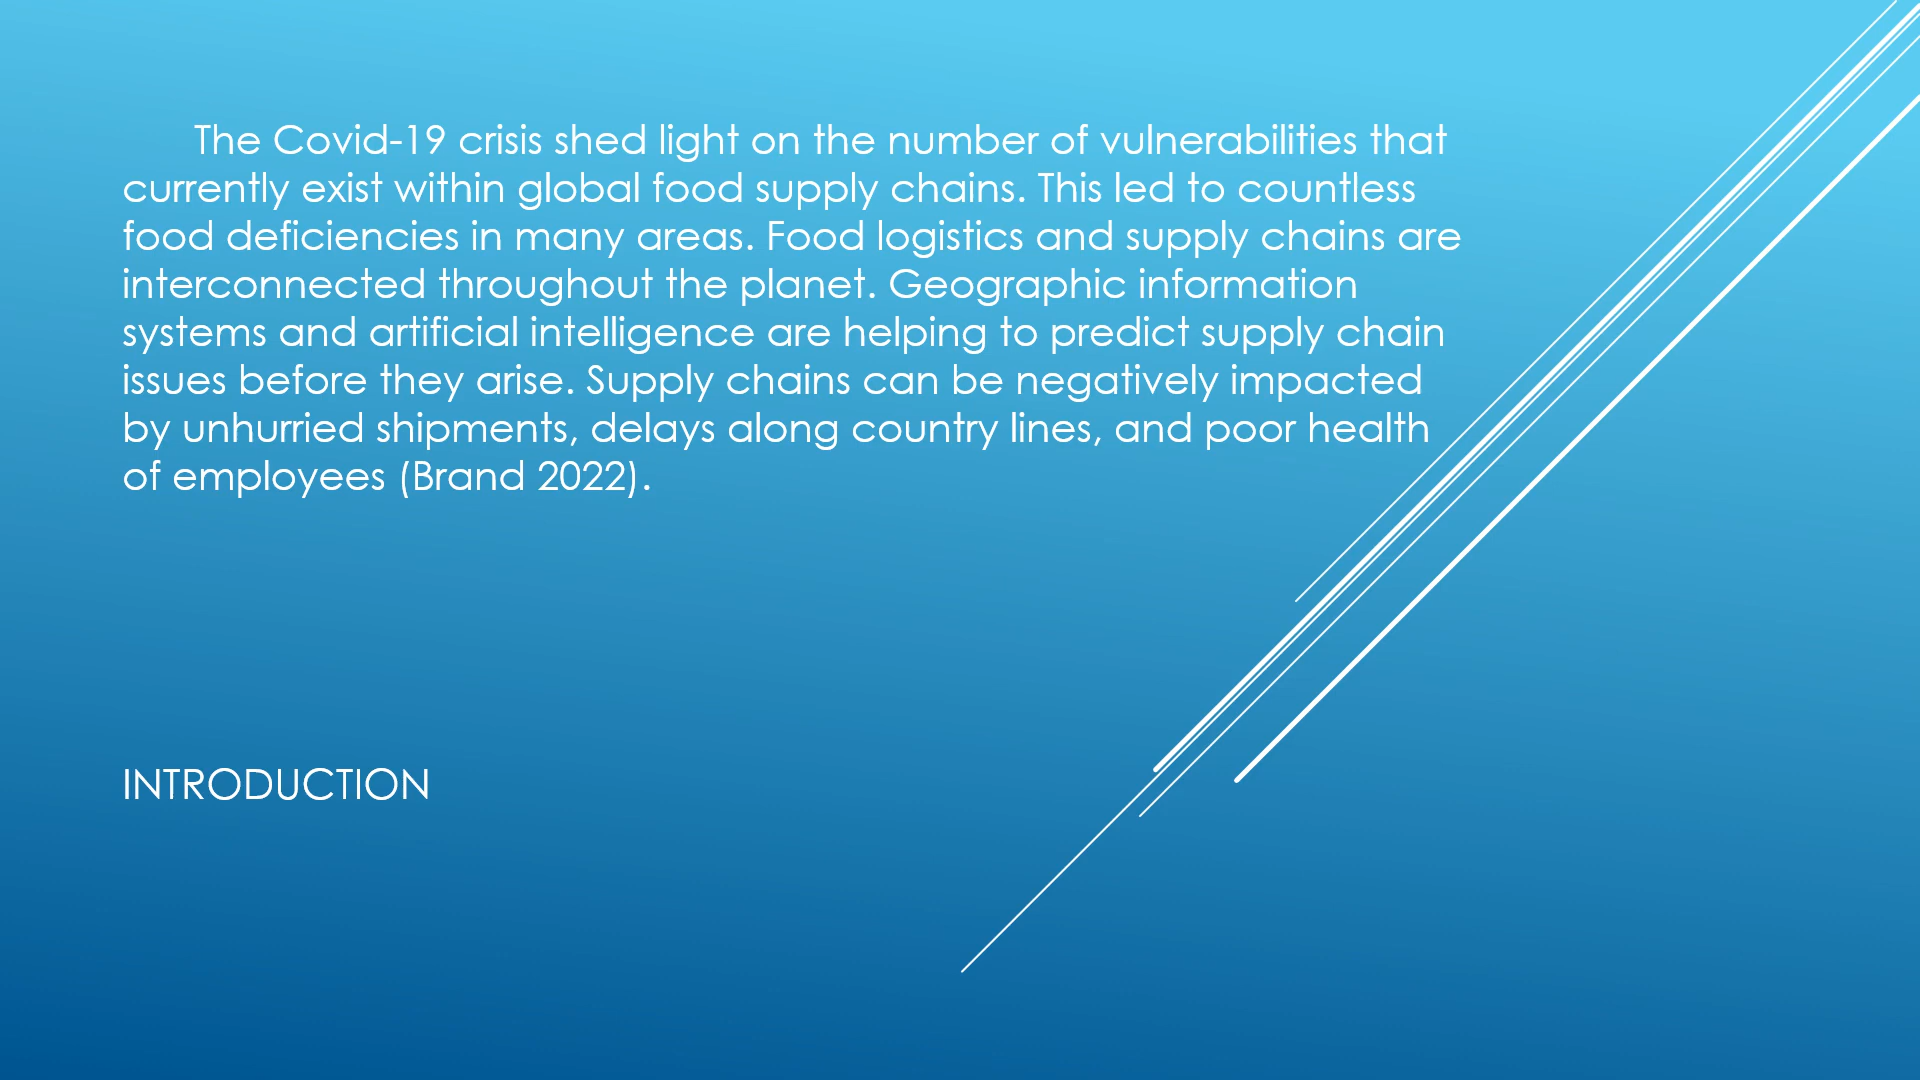 The Covid-19 crisis shed light on the number of vulnerabilities that
currently exist within global food supply chains. This led to countless
food deficiencies in many areas. Food logistics and supply chains are
interconnected throughout the planet. Geographic information
systems and artificial intelligence are helping to predict supply chain
issues before they arise. Supply chains can be negatively impacted
by unhurried shipments, delays along country lines, and poor health
of employees (Brand 2022).
INTRODUCTION